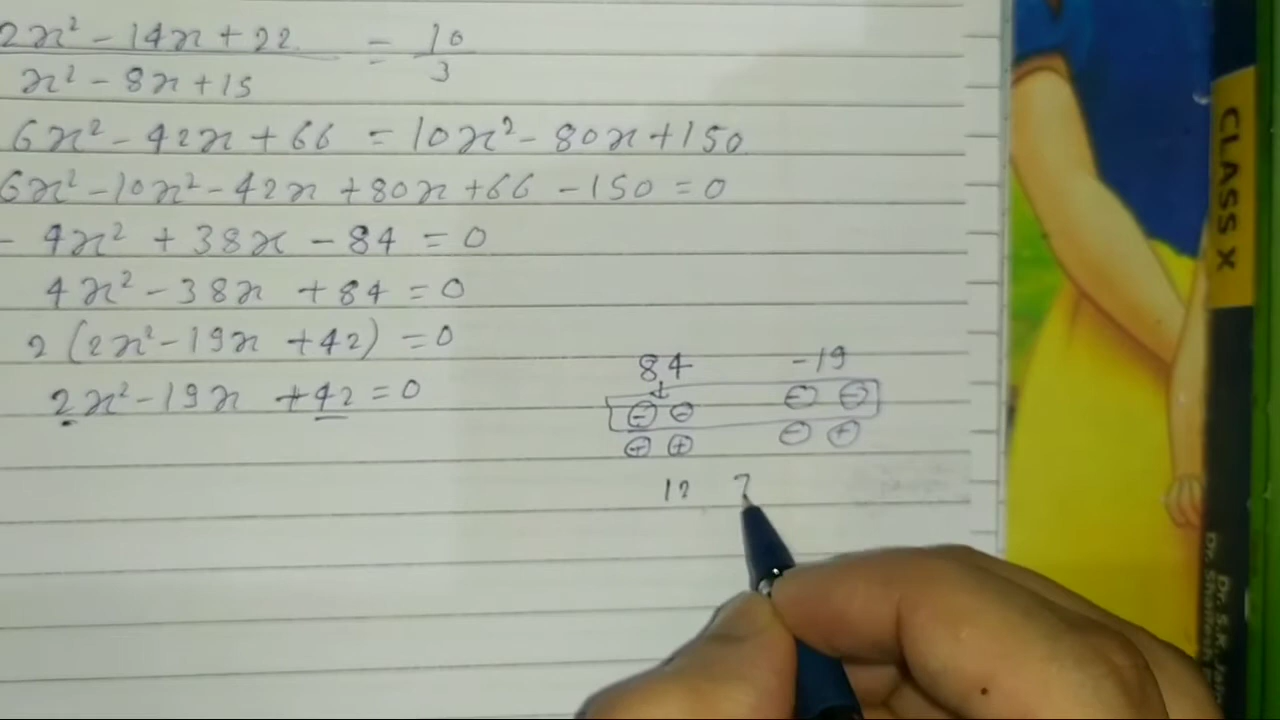 2x² - 14x + 22 / x² - 8x + 15 = 10 / 3
6x² - 42x + 66 = 10x² - 80x + 150
6x² - 10x² - 42x + 80x + 66 - 150 = 0
- 4x² + 38x - 84 = 0
4x² - 38x + 84 = 0
2 (2x² - 19x + 42) = 0
2x² - 19x + 42 = 0
84 -19
↓
⊖ ⊖ ⊖ ⊖
⊕ ⊕ ⊖ ⊕
12 7
CLASS X
Dr. S.K. Jain